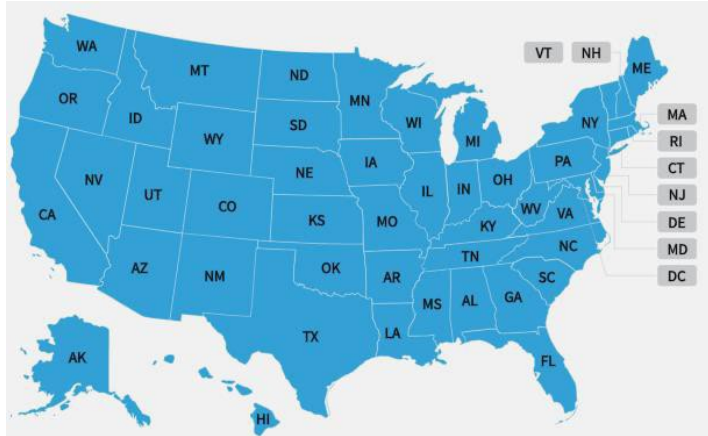 WA
MT
ND
MN
VT
NH
ME
OR
ID
SD
WI
MI
NY
MA
RI
WY
IA
PA
CT
NV
UT
NE
IL
IN
OH
NJ
CA
CO
KS
MO
WV
VA
DE
KY
MD
AZ
NM
OK
AR
TN
NC
DC
SC
MS
AL
GA
TX
LA
AK
FL
HI